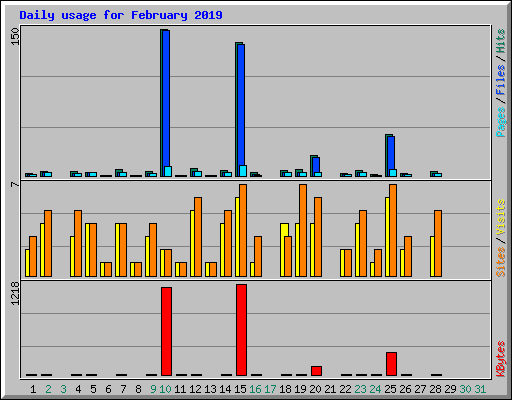 Daily usage for February 2019
150
Pages / Files / Hits
7
Sites / Visits
1218
KBytes
1 2 3 4 5 6 7 8 9 10 11 12 13 14 15 16 17 18 19 20 21 22 23 24 25 26 27 28 29 30 31